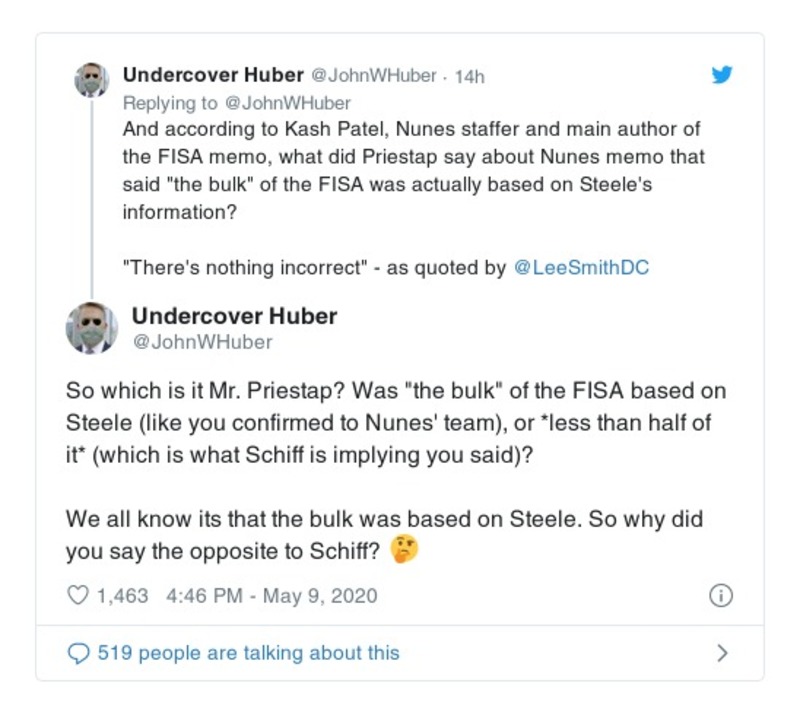 Undercover Huber @JohnWHuber · 14h
Replying to @JohnWHuber
And according to Kash Patel, Nunes staffer and main author of
the FISA memo, what did Priestap say about Nunes memo that
said "the bulk" of the FISA was actually based on Steele's
information?
"There's nothing incorrect" - as quoted by @LeeSmithDC
Undercover Huber
@JohnWHuber
So which is it Mr. Priestap? Was "the bulk" of the FISA based on
Steele (like you confirmed to Nunes' team), or *less than half of
it* (which is what Schiff is implying you said)?
We all know its that the bulk was based on Steele. So why did
you say the opposite to Schiff? 🤔
1,463 4:46 PM - May 9, 2020
519 people are talking about this